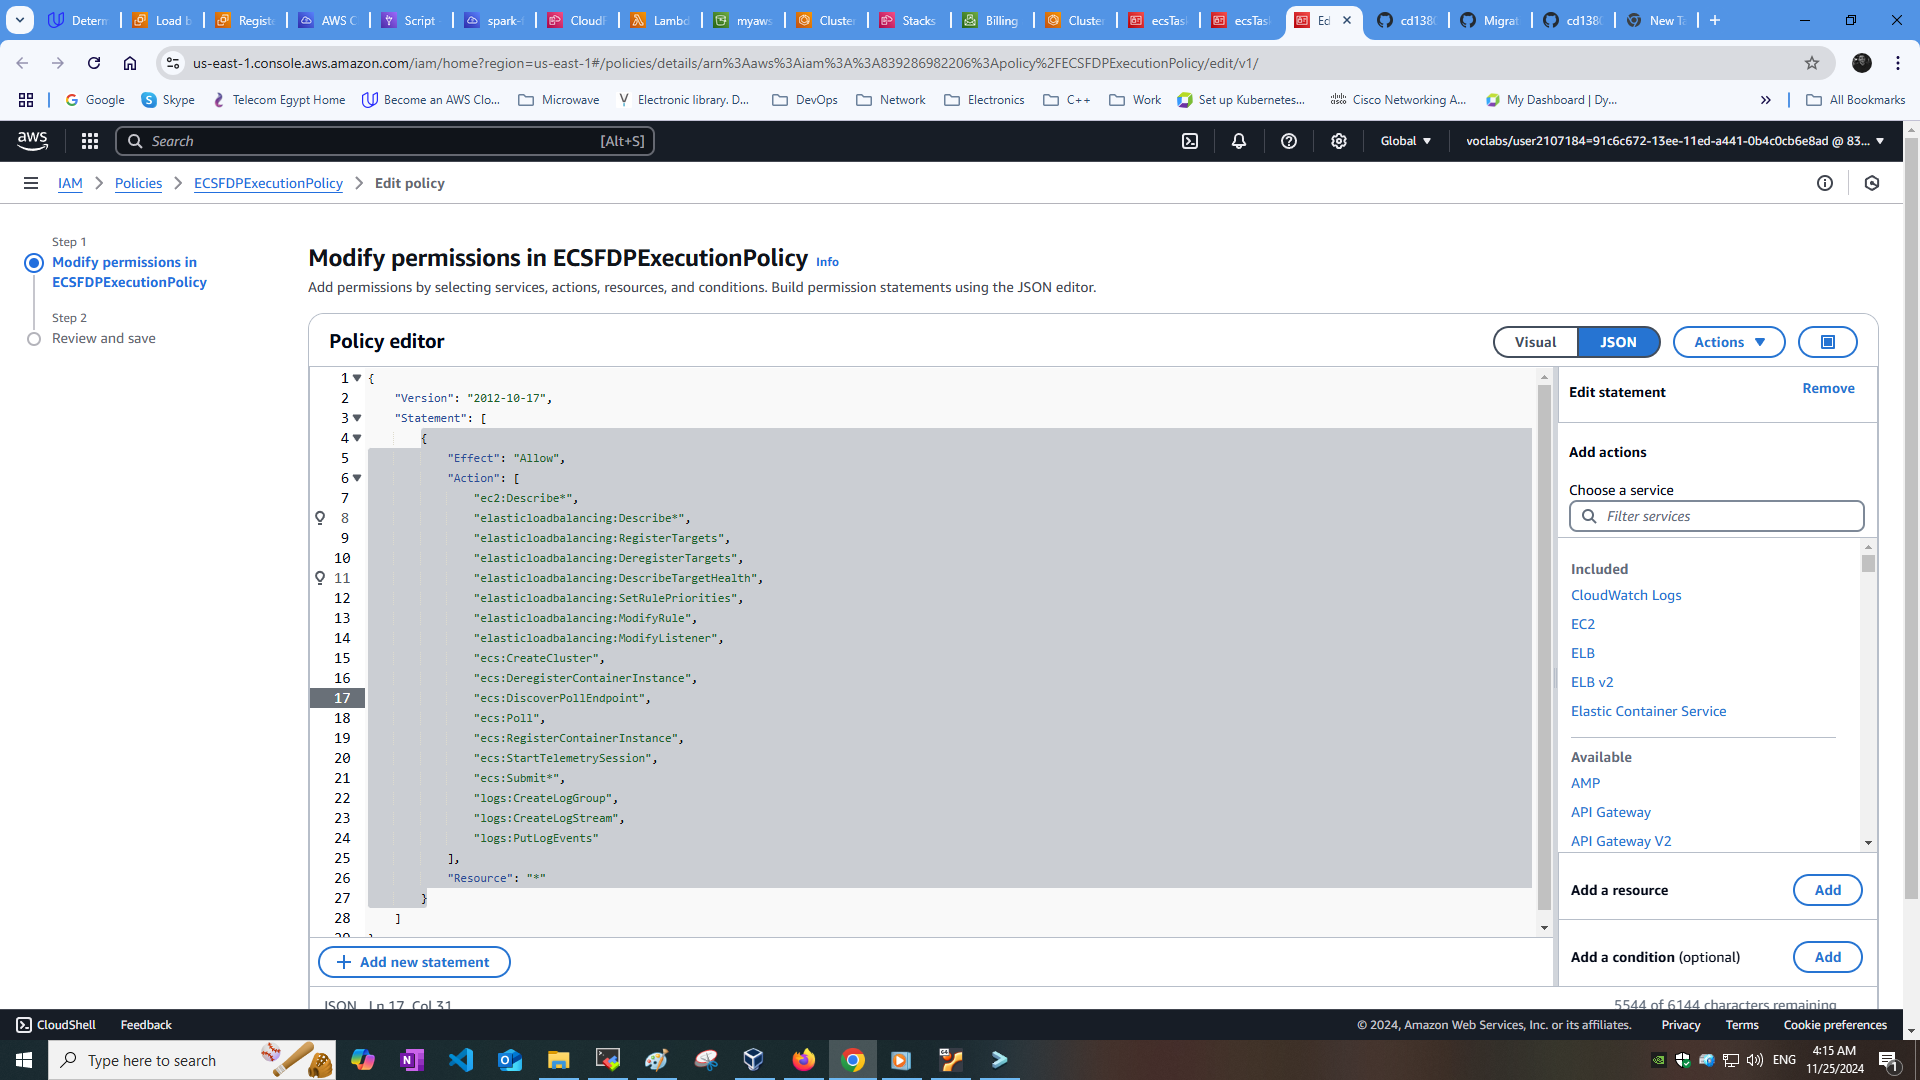 Determ
Load b
Registe
AWS C
Script
spark-
CloudF
Lambd
myaws
Cluste
Stacks
Billing
Cluster
ecsTas
ecsTas
Ed
cd138
Migrat
cd138
New Ta
us-east-1.console.aws.amazon.com/iam/home?region=us-east-1#/policies/details/arn%3Aaws%3Aiam%3A%3A839286982206%3Apolicy%2FECSFDPExecutionPolicy/edit/v1/
Google
Skype
Telecom Egypt Home
Become an AWS Clo...
Microwave
Electronic library. D...
DevOps
Network
Electronics
C++
Work
Set up Kubernetes...
Cisco Networking A...
My Dashboard | Dy...
All Bookmarks
aws
Search
[Alt+S]
Global
voclabs/user2107184=91c6c672-13ee-11ed-a441-0b4c0cb6e8ad @ 83...
IAM
Policies
ECSFDPExecutionPolicy
Edit policy
Step 1
Modify permissions in
ECSFDPExecutionPolicy
Step 2
Review and save
Modify permissions in ECSFDPExecutionPolicy Info
Add permissions by selecting services, actions, resources, and conditions. Build permission statements using the JSON editor.
Policy editor
Visual
JSON
Actions
1 {
2 "Version": "2012-10-17",
3 "Statement": [
4 {
5 "Effect": "Allow",
6 "Action": [
7 "ec2:Describe*",
8 "elasticloadbalancing:Describe*",
9 "elasticloadbalancing:RegisterTargets",
10 "elasticloadbalancing:DeregisterTargets",
11 "elasticloadbalancing:DescribeTargetHealth",
12 "elasticloadbalancing:SetRulePriorities",
13 "elasticloadbalancing:ModifyRule",
14 "elasticloadbalancing:ModifyListener",
15 "ecs:CreateCluster",
16 "ecs:DeregisterContainerInstance",
17 "ecs:DiscoverPollEndpoint",
18 "ecs:Poll",
19 "ecs:RegisterContainerInstance",
20 "ecs:StartTelemetrySession",
21 "ecs:Submit*",
22 "logs:CreateLogGroup",
23 "logs:CreateLogStream",
24 "logs:PutLogEvents"
25 ],
26 "Resource": "*"
27 }
28 ]
29 }
Add new statement
JSON Ln 17, Col 31
5544 of 6144 characters remaining
Edit statement
Remove
Add actions
Choose a service
Filter services
Included
CloudWatch Logs
EC2
ELB
ELB v2
Elastic Container Service
Available
AMP
API Gateway
API Gateway V2
Add a resource
Add
Add a condition (optional)
Add
CloudShell
Feedback
© 2024, Amazon Web Services, Inc. or its affiliates.
Privacy
Terms
Cookie preferences
Type here to search
ENG
4:15 AM
11/25/2024
1